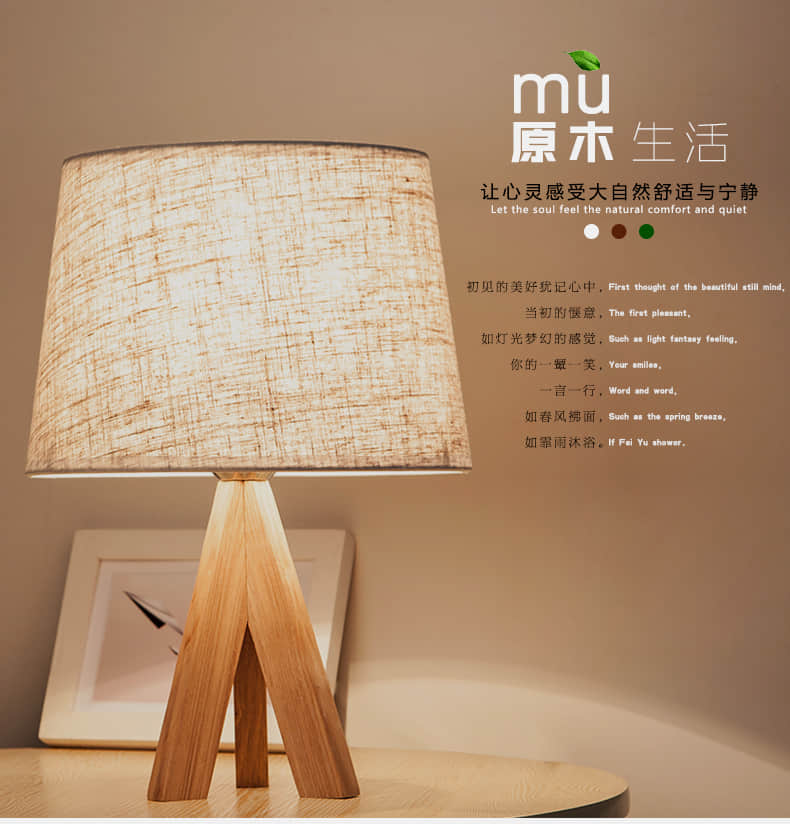 mu
原木 生活
让心灵感受大自然舒适与宁静
Let the soul feel the natural comfort and quiet
初见的美好犹记心中, First thought of the beautiful still mind,
当初的惬意, The first pleasant,
如灯光梦幻的感觉, Such as light fantasy feeling,
你的一颦一笑, Your smiles,
一言一行, Word and word,
如春风拂面, Such as the spring breeze,
如霏雨沐浴。 If Fei Yu shower.